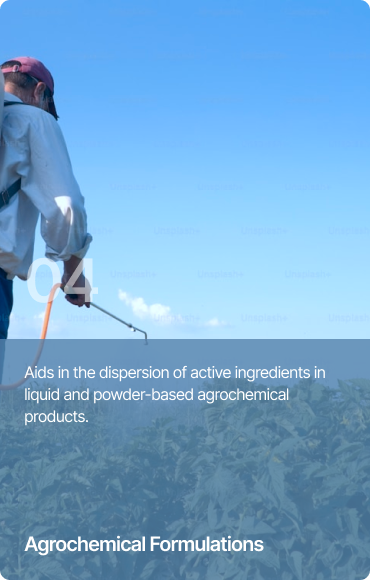 04
Aids in the dispersion of active ingredients in
liquid and powder-based agrochemical
products.
Agrochemical Formulations